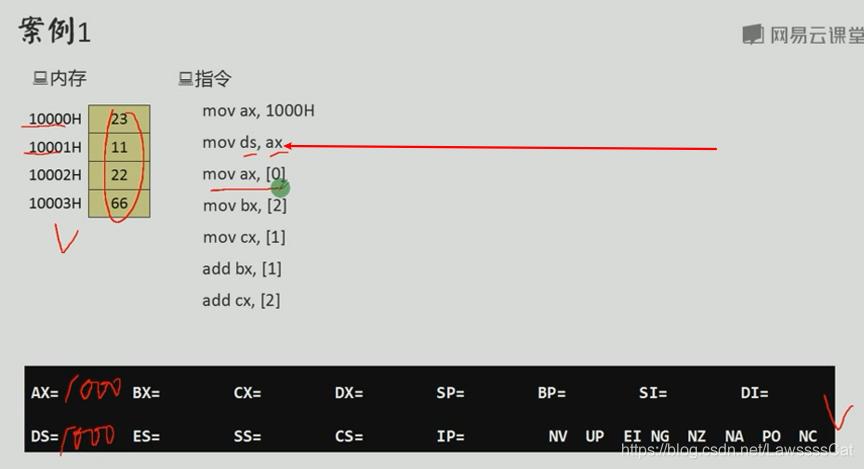 案例1
网易云课堂
内存
指令
10000H 23
10001H 11
10002H 22
10003H 66
mov ax, 1000H
mov ds, ax
mov ax, [0]
mov bx, [2]
mov cx, [1]
add bx, [1]
add cx, [2]
AX=1000 BX= CX= DX= SP= BP= SI= DI=
DS=1000 ES= SS= CS= IP= NV UP EI NG NZ NA PO NC
https://blog.csdn.net/LawssssCat